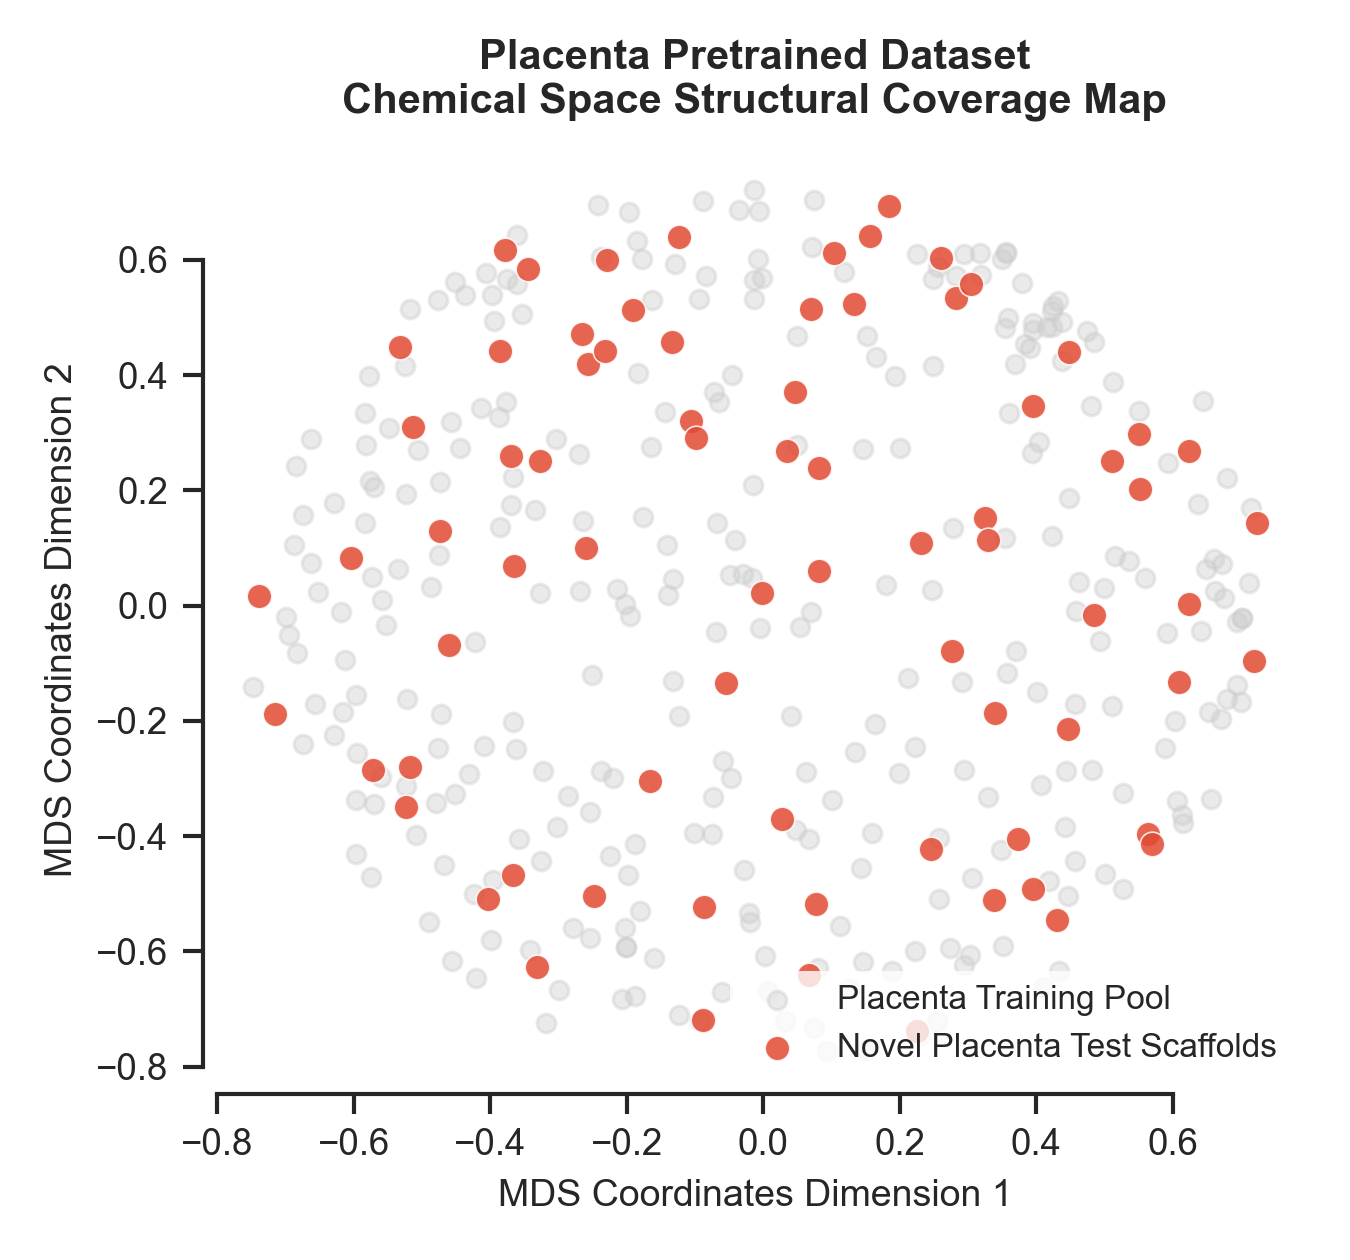 Placenta Pretrained Dataset
Chemical Space Structural Coverage Map
MDS Coordinates Dimension 2
0.6
0.4
0.2
0.0
−0.2
−0.4
−0.6
−0.8
Placenta Training Pool
Novel Placenta Test Scaffolds
−0.8 −0.6 −0.4 −0.2 0.0 0.2 0.4 0.6
MDS Coordinates Dimension 1